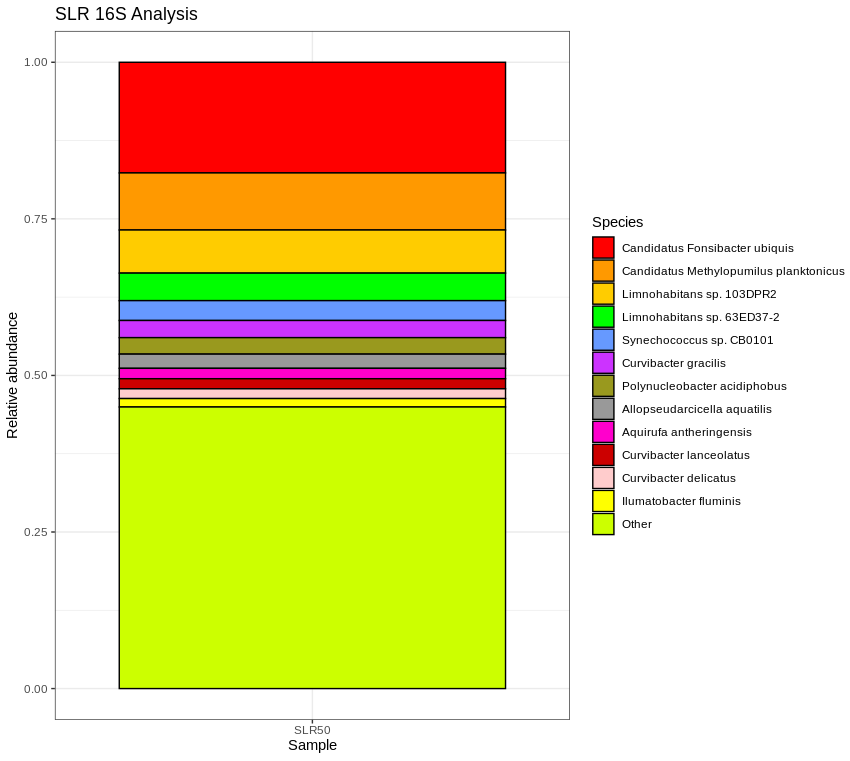 SLR 16S Analysis
1.00
0.75
0.50
0.25
0.00
Relative abundance
SLR50
Sample
Species
Candidatus Fonsibacter ubiquis
Candidatus Methylopumilus planktonicus
Limnohabitans sp. 103DPR2
Limnohabitans sp. 63ED37-2
Synechococcus sp. CB0101
Curvibacter gracilis
Polynucleobacter acidiphobus
Allopseudarcicella aquatilis
Aquirufa antheringensis
Curvibacter lanceolatus
Curvibacter delicatus
Ilumatobacter fluminis
Other